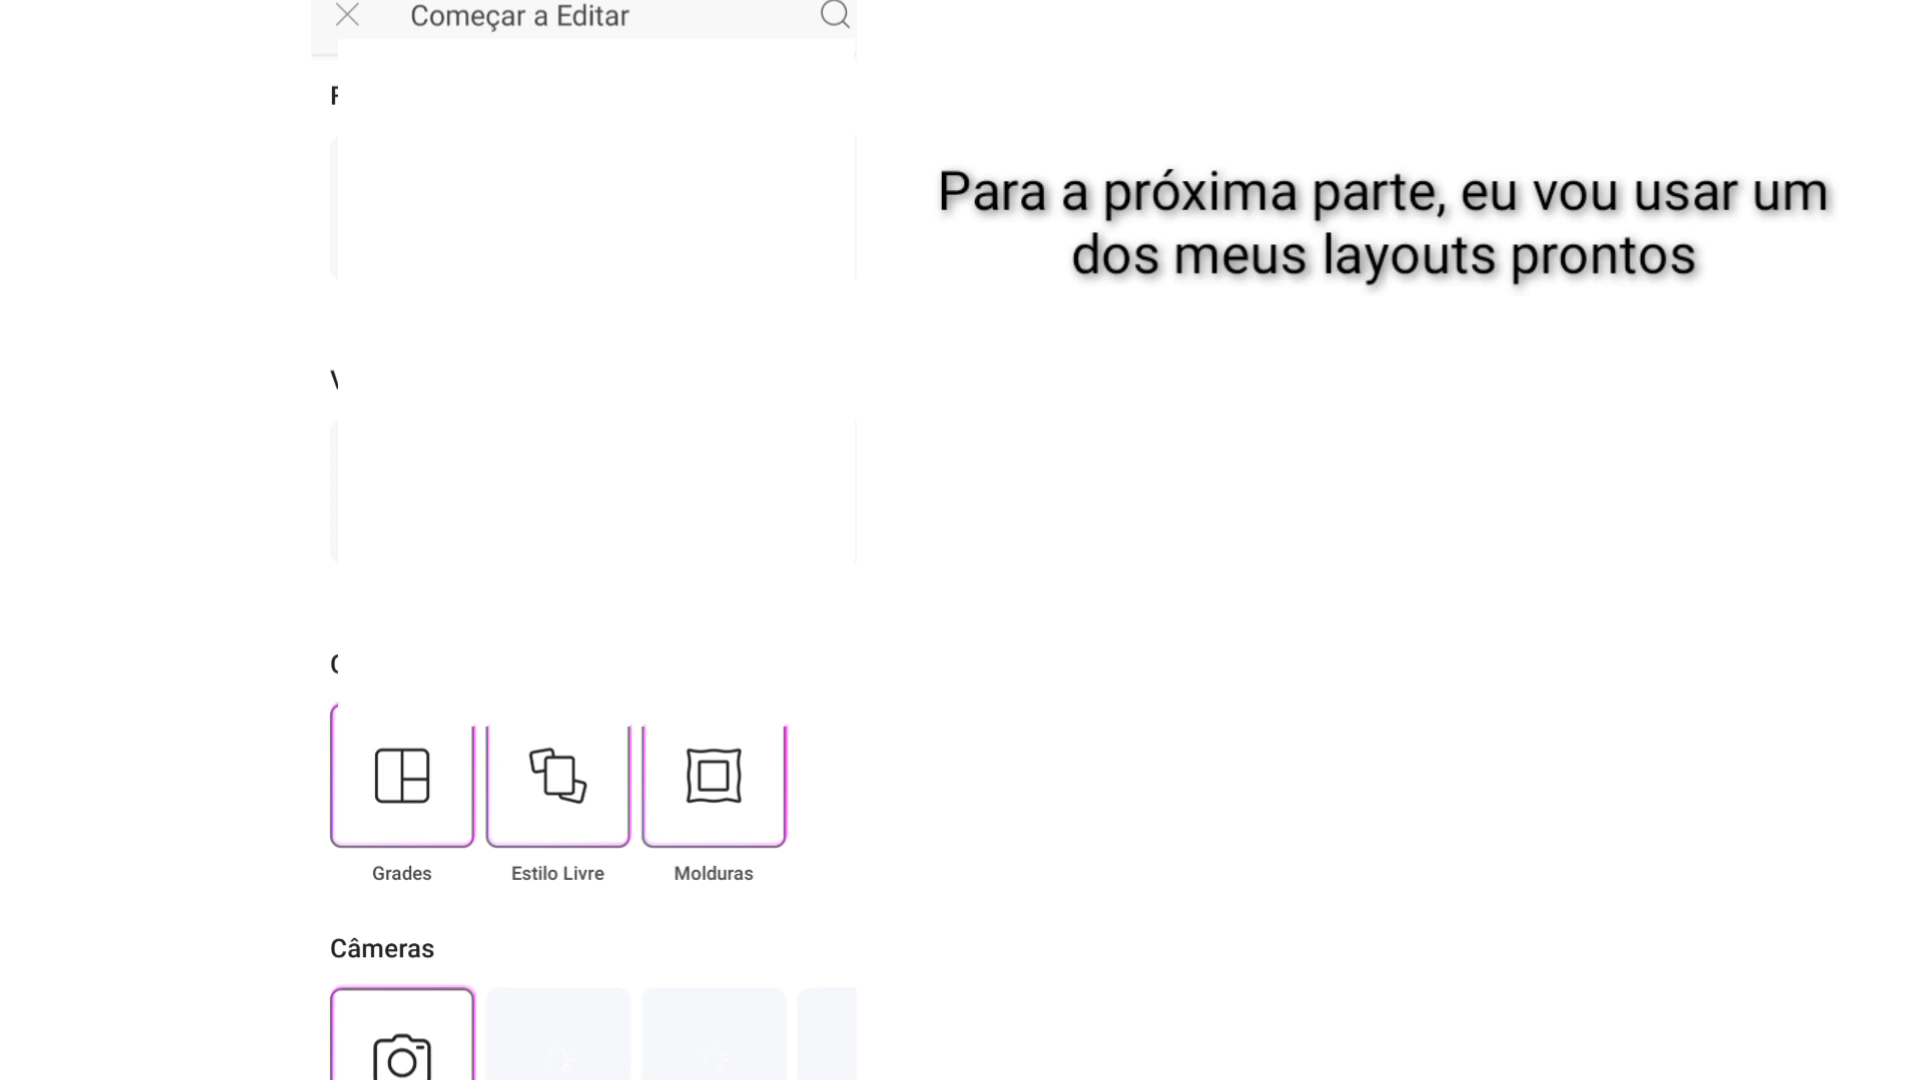 Começar a Editar
Para a próxima parte, eu vou usar um
dos meus layouts prontos
Grades
Estilo Livre
Molduras
Câmeras